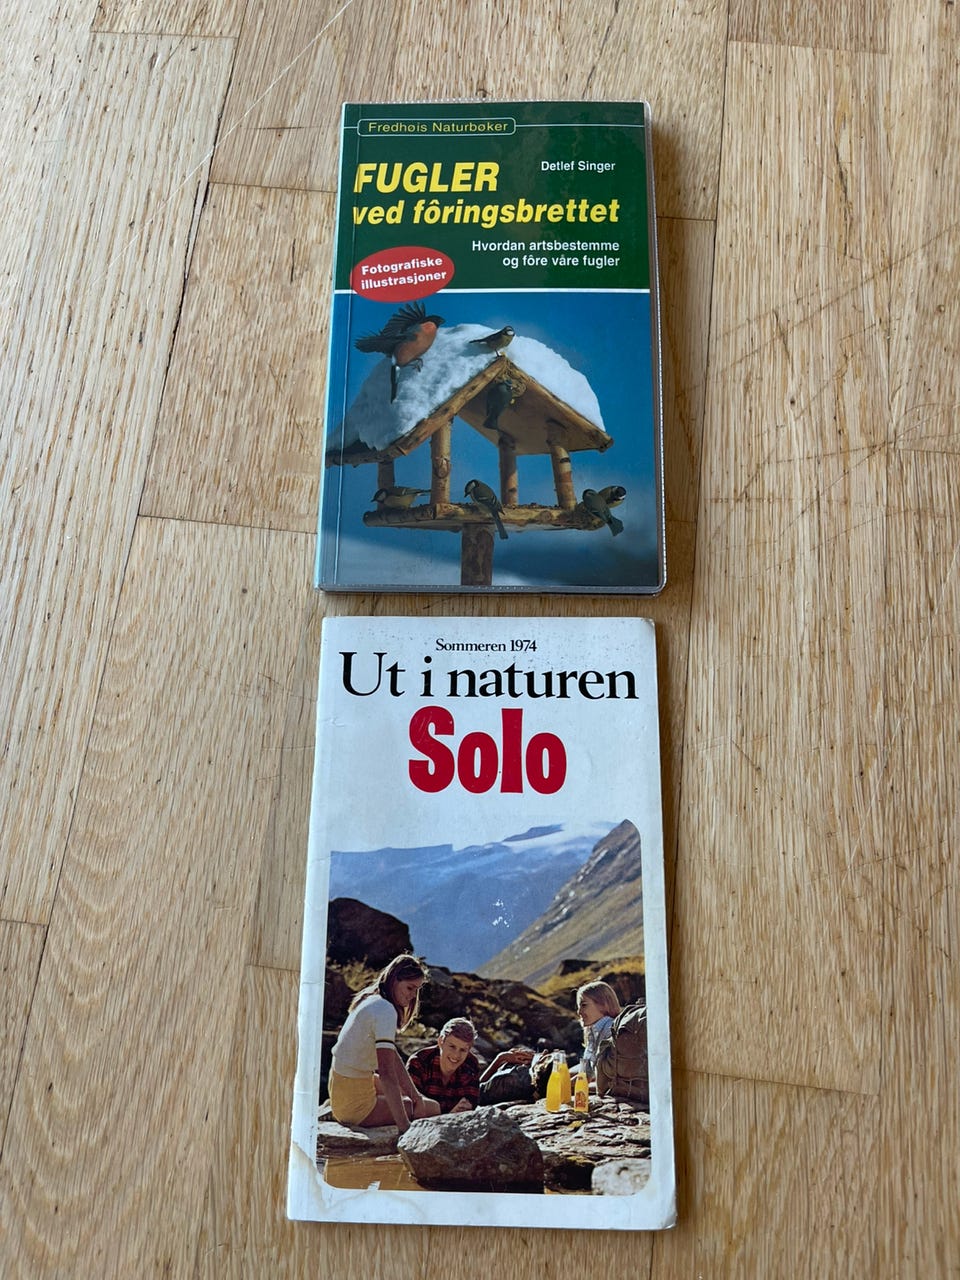 Fredhøis Naturbøker
Detlef Singer
FUGLER
ved fôringsbrettet
Hvordan artsbestemme
og fôre våre fugler
Fotografiske
illustrasjoner
Sommeren 1974
Ut i naturen
Solo
Solo